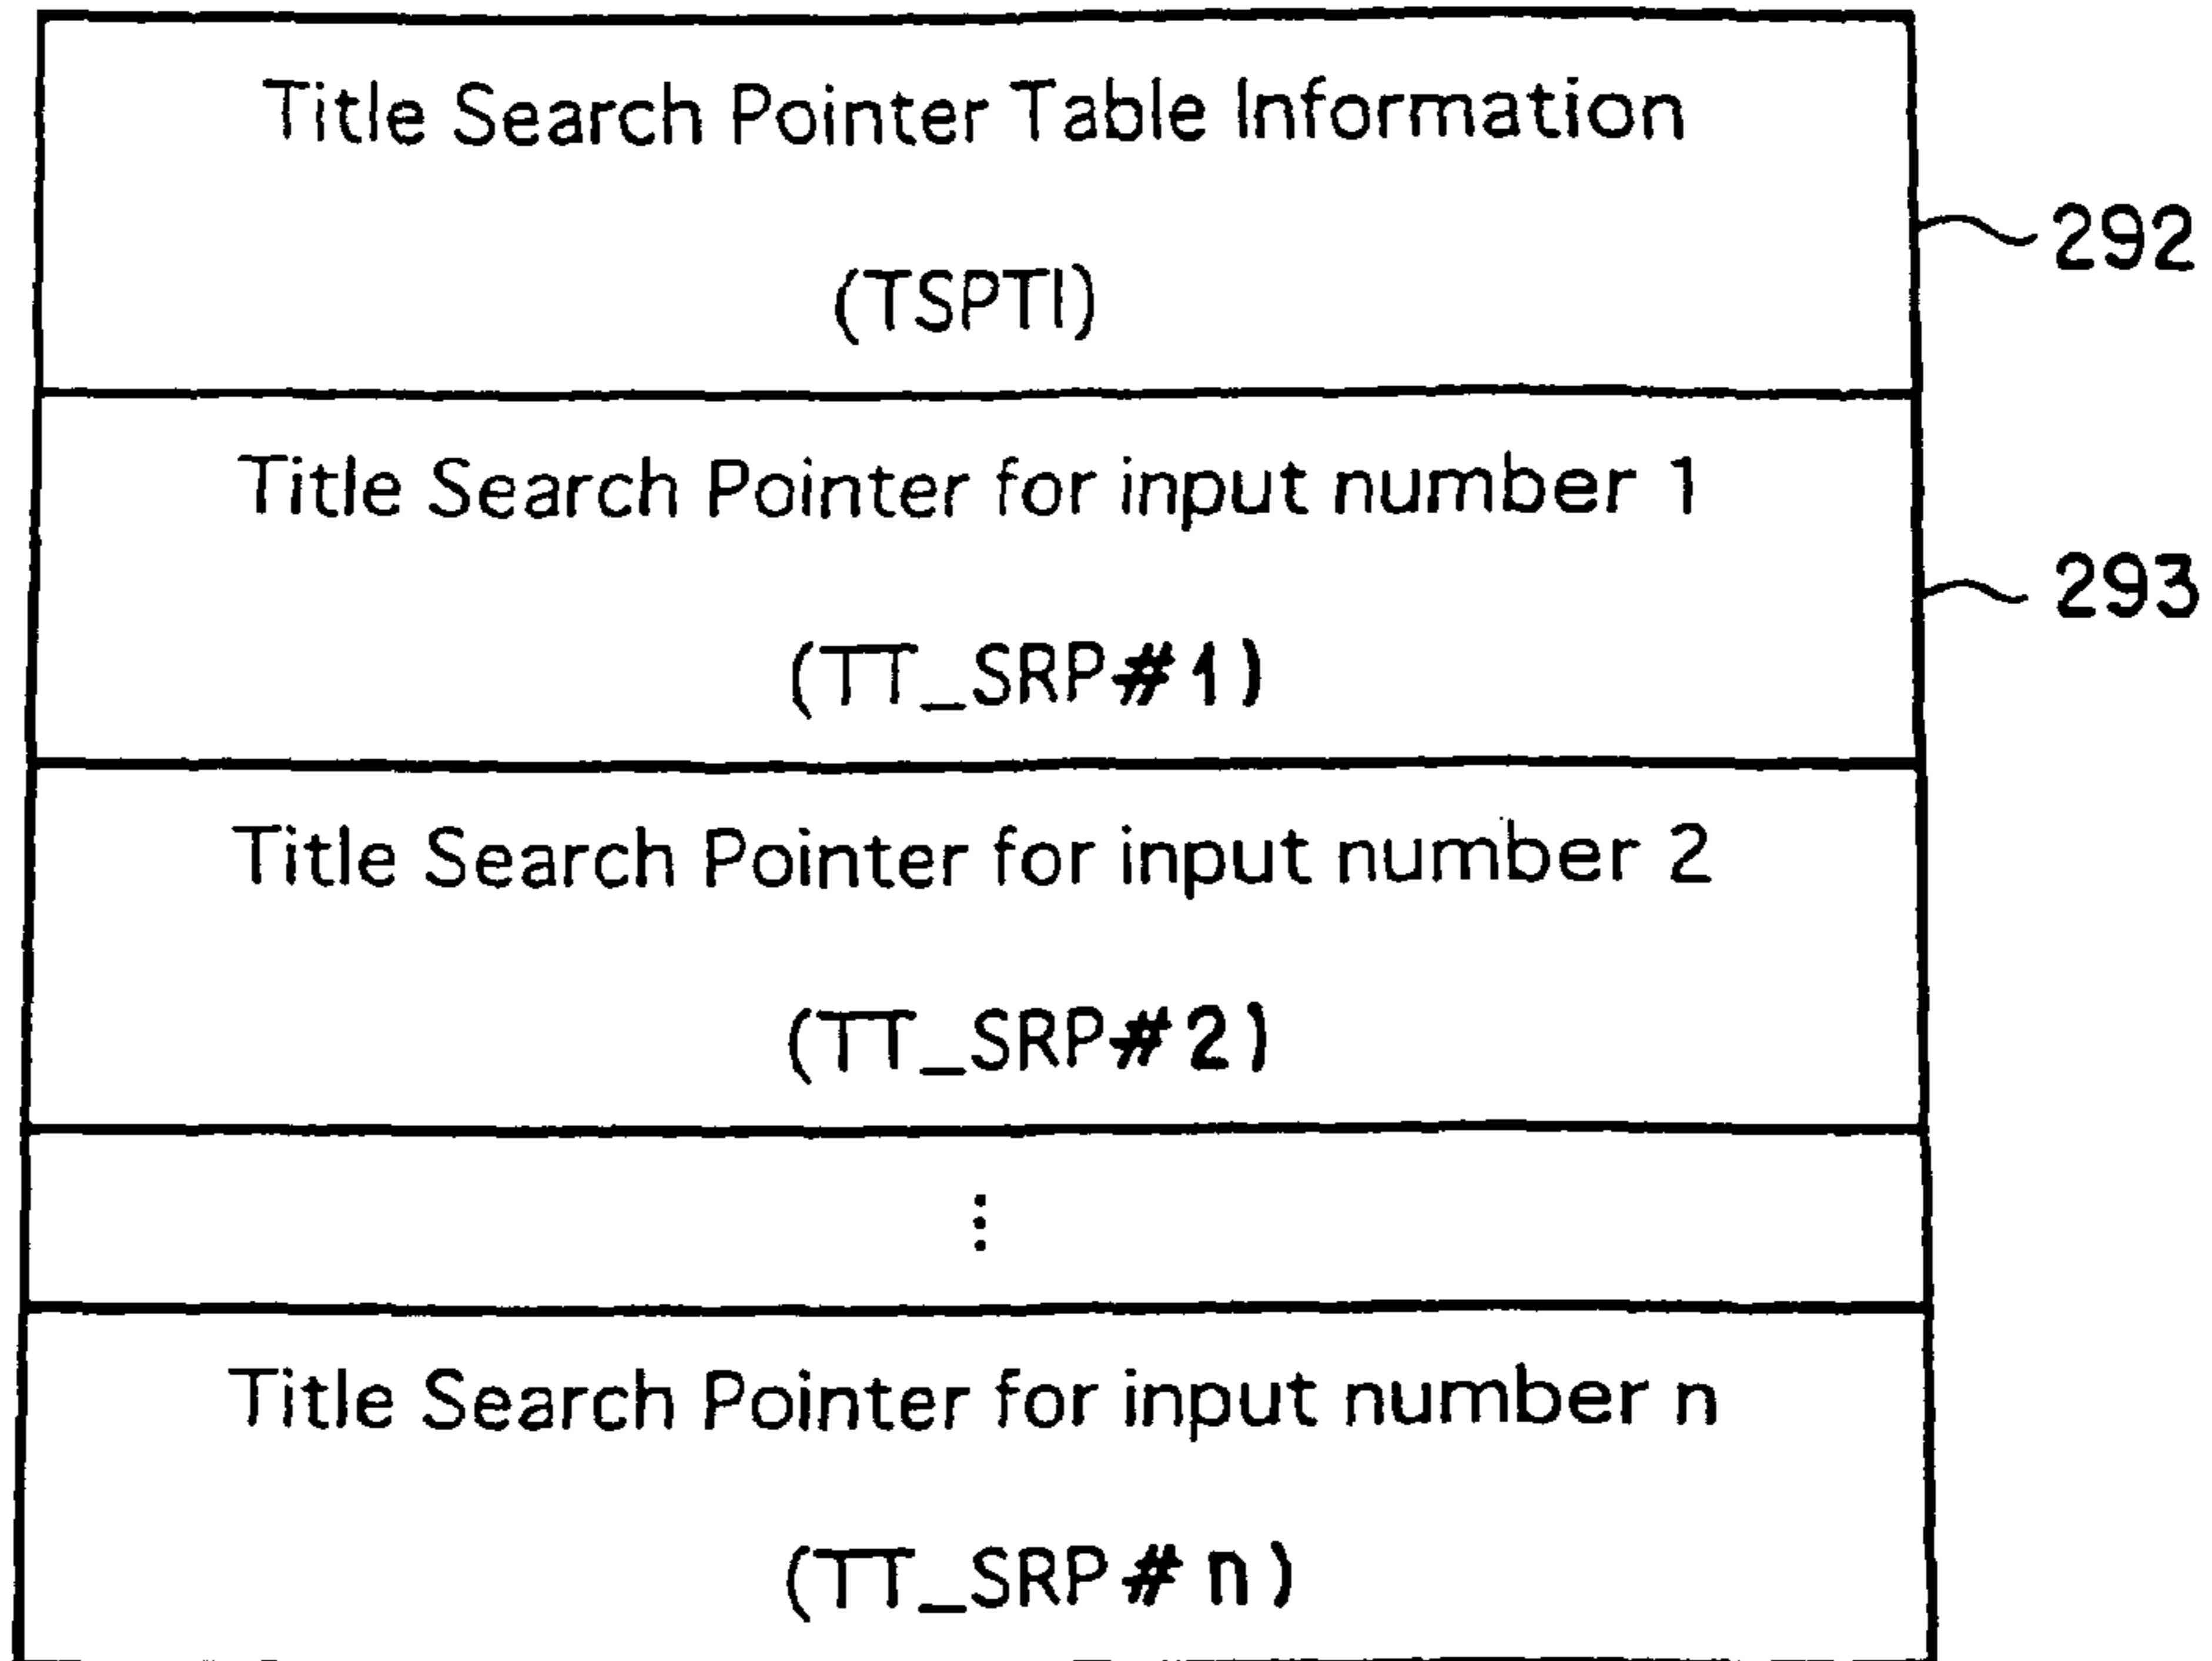 Title Search Pointer Table Information
(TSPTI)
292
Title Search Pointer for input number 1
293
(TT_SRP#1)
Title Search Pointer for input number 2
(TT_SRP#2)
⋮
Title Search Pointer for input number n
(TT_SRP#n)